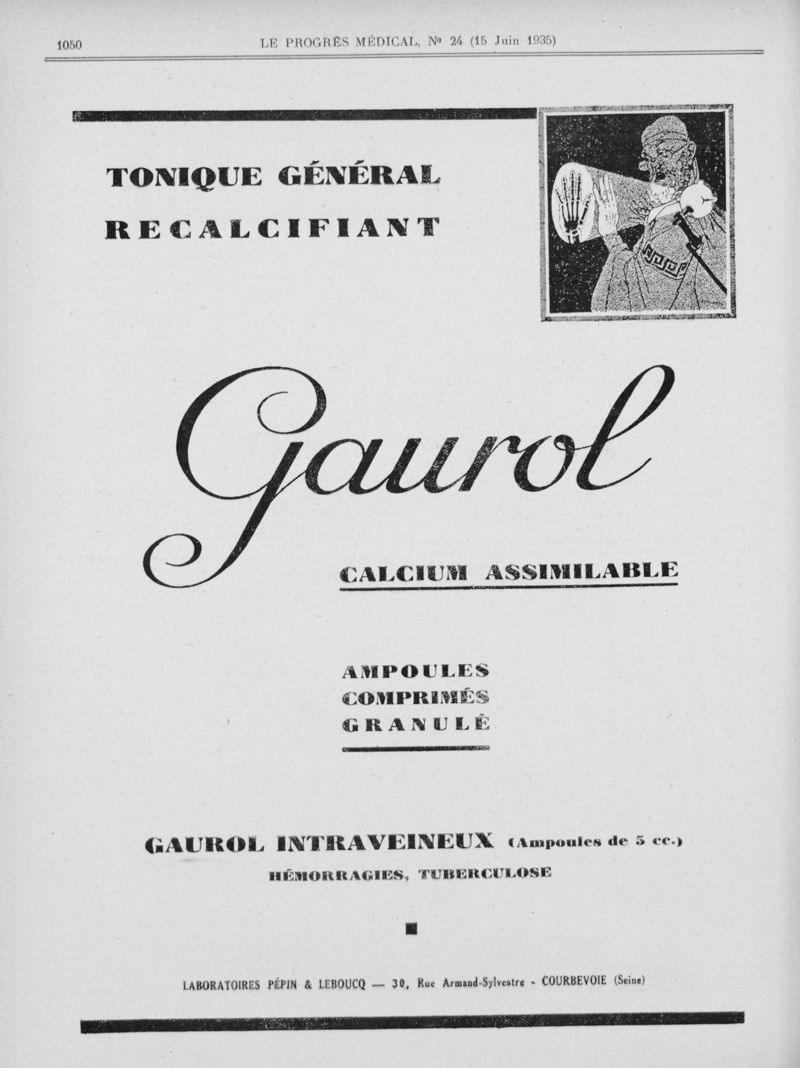 1050
LE PROGRÈS MÉDICAL, Nº 24 (15 Juin 1935)
TONIQUE GÉNÉRAL
RECALCIFIANT
Gaurol
CALCIUM ASSIMILABLE
AMPOULES
COMPRIMÉS
GRANULÉ
GAUROL INTRAVEINEUX (Ampoules de 5 cc.)
HÉMORRAGIES, TUBERCULOSE
LABORATOIRES PÉPIN & LEBOUCQ — 30, Rue Armand-Sylvestre - COURBEVOIE (Seine)